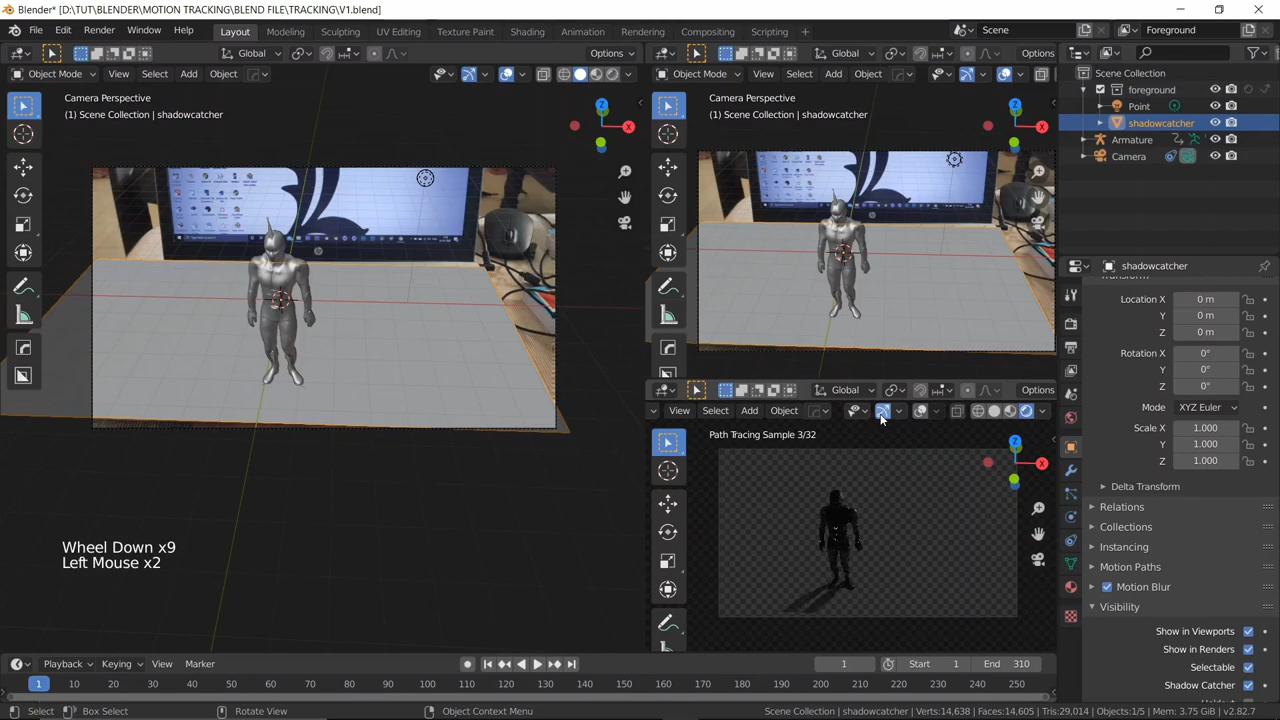 Blender* [D:\TUT\BLENDER\MOTION TRACKING\BLEND FILE\TRACKING\V1.blend]
File Edit Render Window Help Layout Modeling Sculpting UV Editing Texture Paint Shading Animation Rendering Compositing Scripting + Scene Foreground
Global Options Global Options
Object Mode View Select Add Object Object Mode View Select Add Object
Scene Collection
foreground
Point
shadowcatcher
Armature
Camera
Camera Perspective
(1) Scene Collection | shadowcatcher
Z
X
Camera Perspective
(1) Scene Collection | shadowcatcher
Z
X
shadowcatcher
Location X 0 m
Y 0 m
Z 0 m
Rotation X 0°
Y 0°
Z 0°
Mode XYZ Euler
Scale X 1.000
Y 1.000
Z 1.000
Delta Transform
Relations
Collections
Instancing
Motion Paths
Motion Blur
Visibility
Show in Viewports
Show in Renders
Selectable
Shadow Catcher
Global Options
View Select Add Object
Path Tracing Sample 3/32
Z
X
Wheel Down x9
Left Mouse x2
Playback Keying View Marker 1 Start 1 End 310
1 10 20 30 40 50 60 70 80 90 100 110 120 130 140 150 160 170 180 190 200 210 220 230 240 250
Select Box Select Rotate View Object Context Menu Scene Collection | shadowcatcher | Verts:14,638 | Faces:14,605 | Tris:29,014 | Objects:1/5 | Mem: 3.75 GiB | v2.82.7